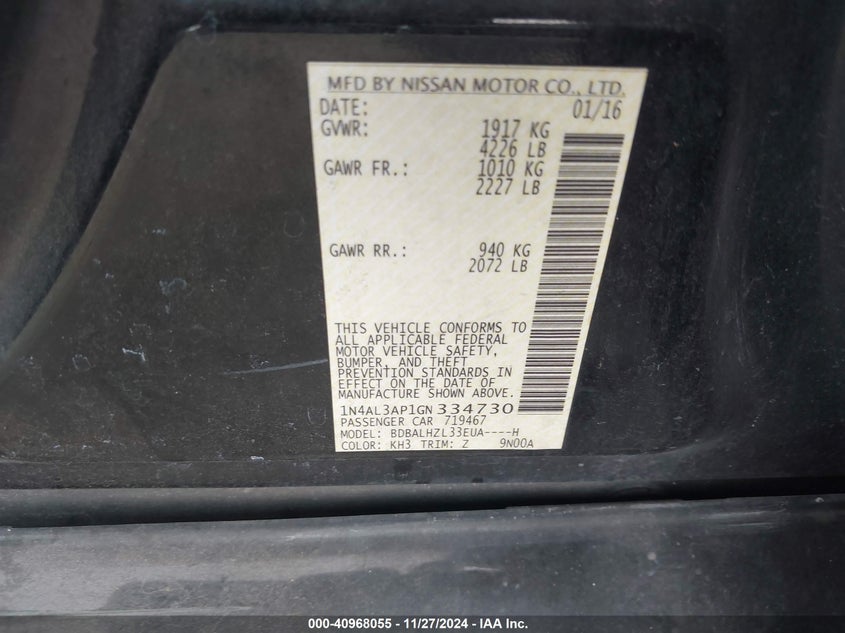 MFD BY NISSAN MOTOR CO., LTD.
DATE: 01/16
GVWR: 1917 KG
4226 LB
GAWR FR.: 1010 KG
2227 LB
GAWR RR.: 940 KG
2072 LB
THIS VEHICLE CONFORMS TO
ALL APPLICABLE FEDERAL
MOTOR VEHICLE SAFETY,
BUMPER, AND THEFT
PREVENTION STANDARDS IN
EFFECT ON THE DATE OF
MANUFACTURE SHOWN ABOVE.
1N4AL3AP1GN334730
PASSENGER CAR 719467
MODEL: BDBALHZL33EUA----H
COLOR: KH3 TRIM: Z 9N00A
000-40968055 — 11/27/2024 — IAA Inc.